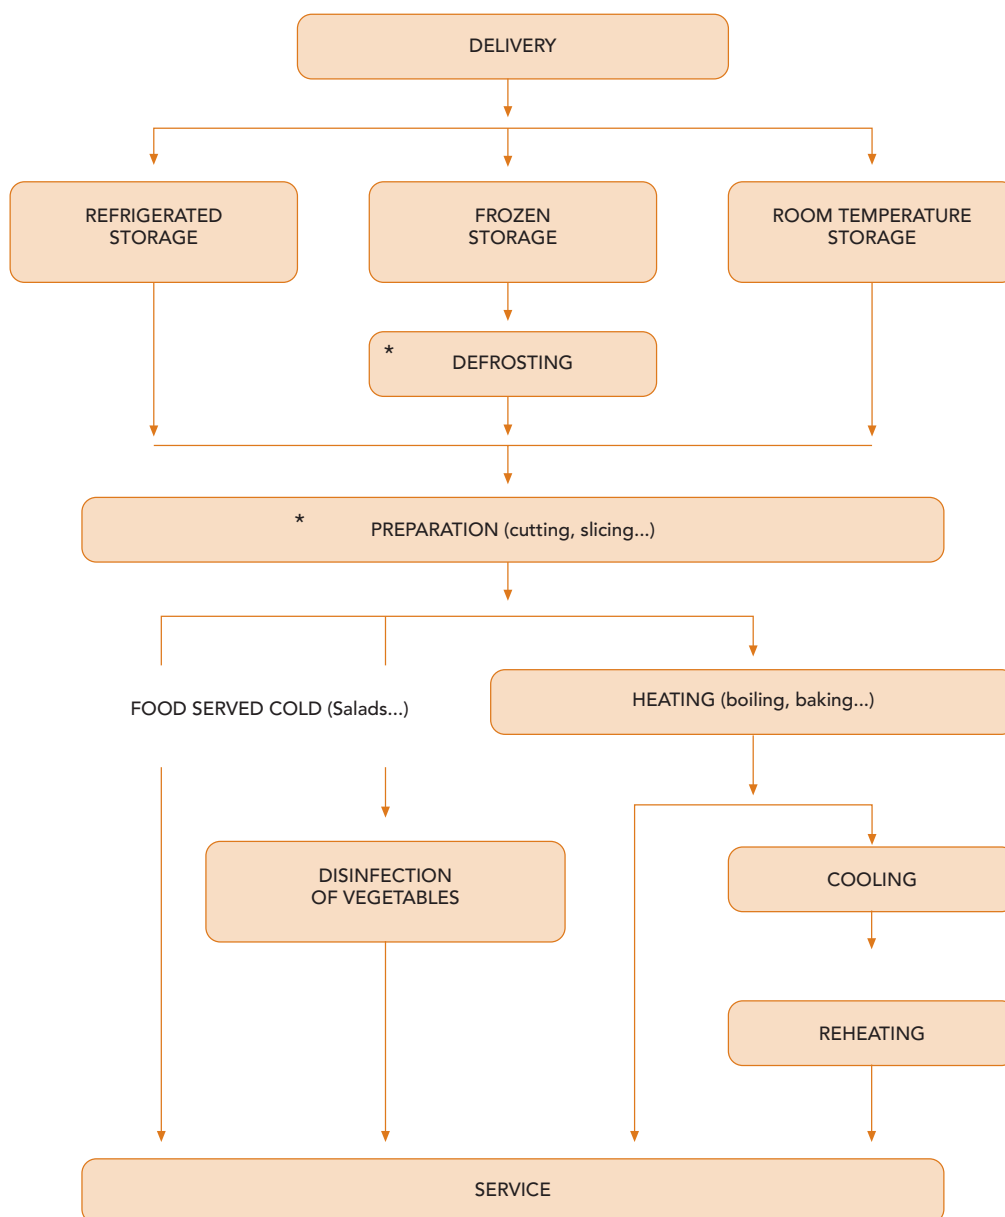 DELIVERY
REFRIGERATED
STORAGE
FROZEN
STORAGE
ROOM TEMPERATURE
STORAGE
* DEFROSTING
* PREPARATION (cutting, slicing...)
FOOD SERVED COLD (Salads...)
HEATING (boiling, baking...)
DISINFECTION
OF VEGETABLES
COOLING
REHEATING
SERVICE